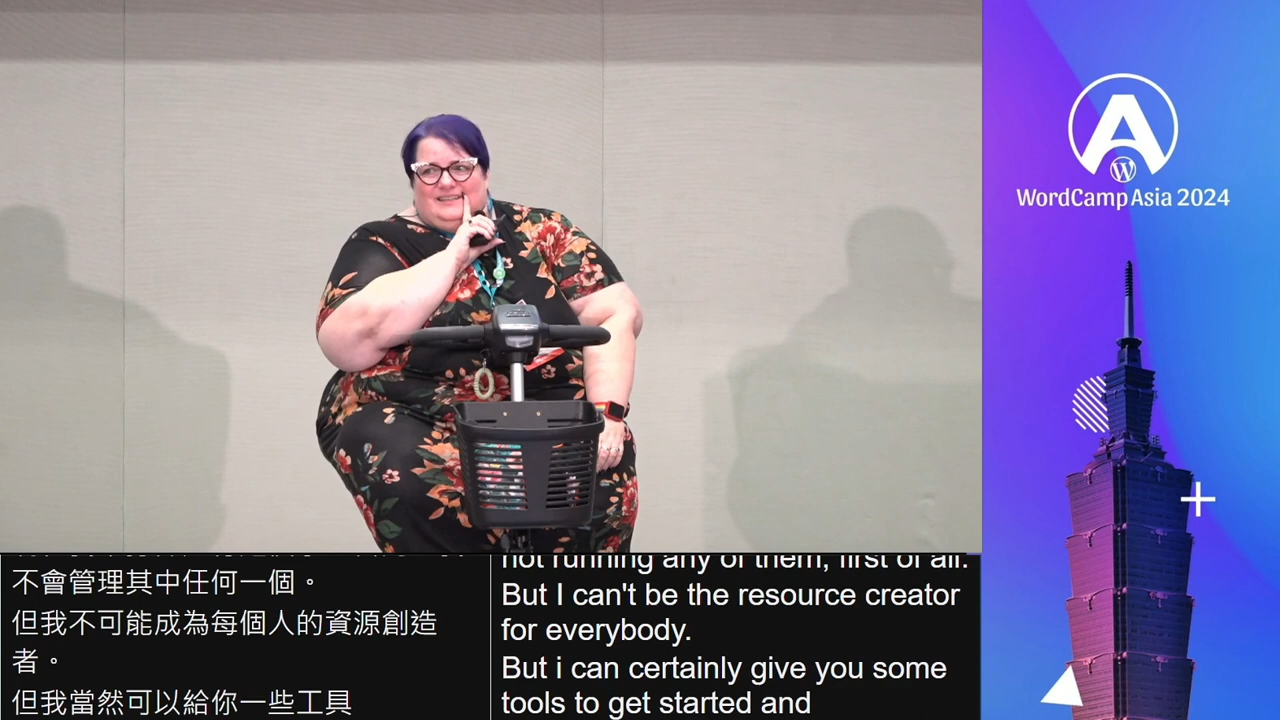 WordCamp Asia 2024
不會管理其中任何一個。
但我不可能成為每個人的資源創造
者。
但我當然可以給你一些工具
not running any of them, first of all.
But I can't be the resource creator
for everybody.
But i can certainly give you some
tools to get started and